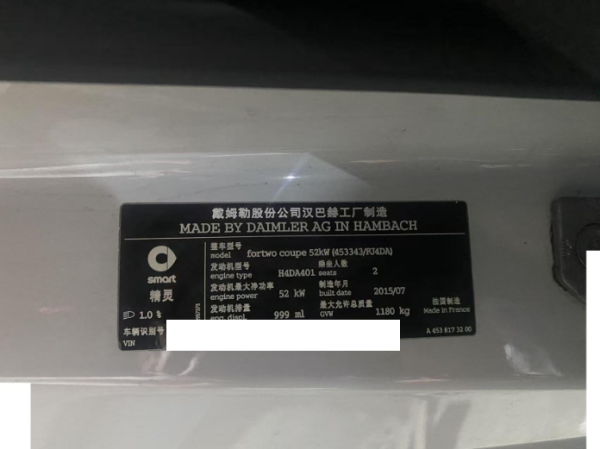 戴姆勒股份公司汉巴赫工厂制造
MADE BY DAIMLER AG IN HAMBACH
smart
精灵
1.0 %
整车型号
model fortwo coupe 52kW (453343/RJ4DA)
发动机型号 乘坐人数
engine type H4DA401 seats 2
发动机最大净功率 制造年月
engine power 52 kW built date 2015/07
发动机排量 最大允许总质量
eng. displ. 999 ml GVW 1180 kg
法国制造
Made in France
车辆识别号
VIN
A 453 817 32 00